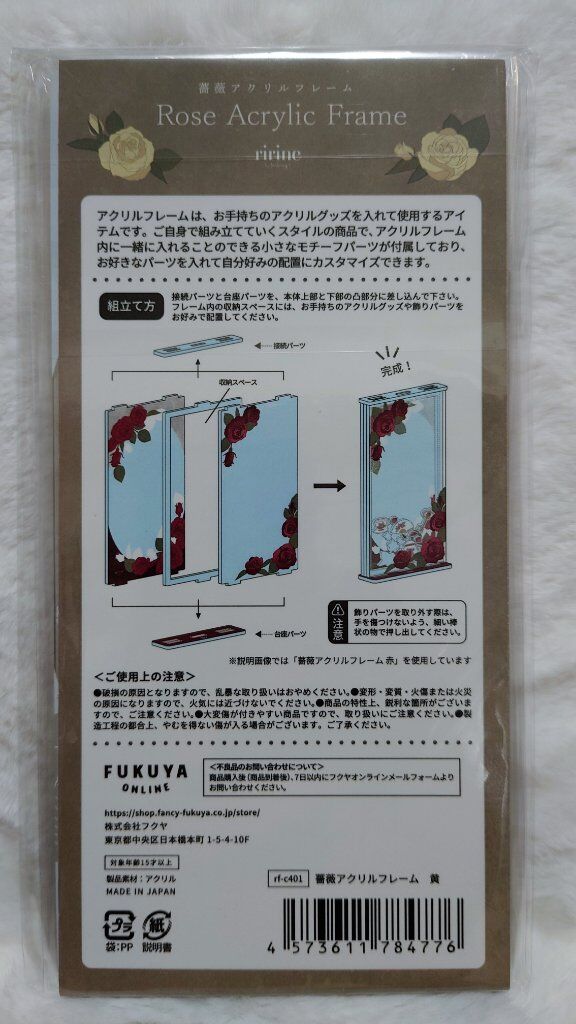 薔薇アクリルフレーム
Rose Acrylic Frame
ririne
アクリルフレームは、お手持ちのアクリルグッズを入れて使用するアイ
テムです。ご自身で組み立てていくスタイルの商品で、アクリルフレーム
内に一緒に入れることのできる小さなモチーフパーツが付属しており、
お好きなパーツを入れて自分好みの配置にカスタマイズできます。
組立て方
接続パーツと台座パーツを、本体上部と下部の凸部分に差し込んで下さい。
フレーム内の収納スペースには、お手持ちのアクリルグッズや飾りパーツを
お好みで配置してください。
接続パーツ
収納スペース
完成！
台座パーツ
注意
飾りパーツを取り外す際は、
手を傷つけないよう、細い棒
状の物で押し出してください。
※説明画像では「薔薇アクリルフレーム 赤」を使用しています
＜ご使用上の注意＞
●破損の原因となりますので、乱暴な取り扱いはおやめください。●変形・変質・火傷または火災
の原因になりますので、火気には近づけないでください。●商品の特性上、鋭利な箇所がございま
すので、ご注意ください。●大変傷が付きやすい商品ですので、取り扱いにご注意ください。●製
造工程の都合上、やむを得ない傷が入る場合がございます。ご了承ください。
FUKUYA
ONLINE
＜不良品のお問い合わせについて＞
商品購入後（商品到着後）、7日以内にフクヤオンラインメールフォームより
お問い合わせください。
https://shop.fancy-fukuya.co.jp/store/
株式会社フクヤ
東京都中央区日本橋本町 1-5-4-10F
対象年齢15才以上
製品素材：アクリル
MADE IN JAPAN
rf-c401 薔薇アクリルフレーム 黄
プラ
袋:PP
紙
説明書
4 573611 784776